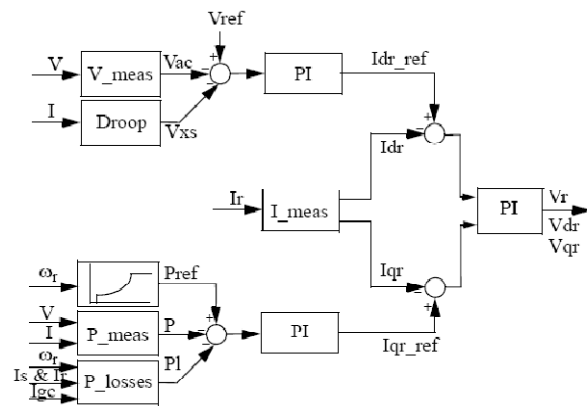 Vref
V
V_meas
Vac
+
-
-
PI
Idr_ref
I
Droop
Vxs
+
-
Idr
Ir
I_meas
PI
Vr
Vdr
Vqr
Iqr
-
+
ωr
Pref
V
I
P_meas
P
+
-
-
PI
Iqr_ref
ωr
Is & Ir
Igc
P_losses
Pl